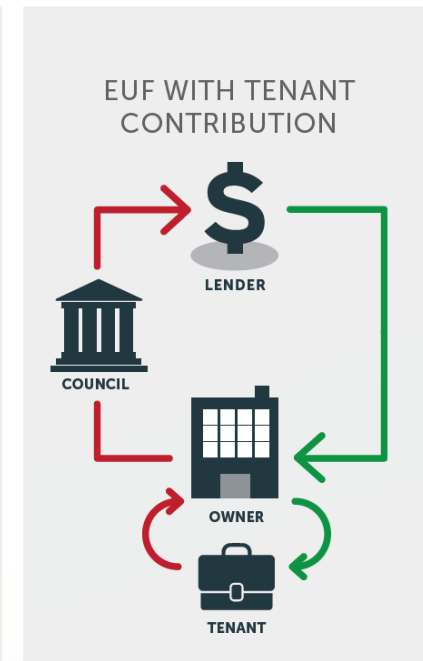 EUF WITH TENANT
CONTRIBUTION
$
LENDER
COUNCIL
OWNER
TENANT